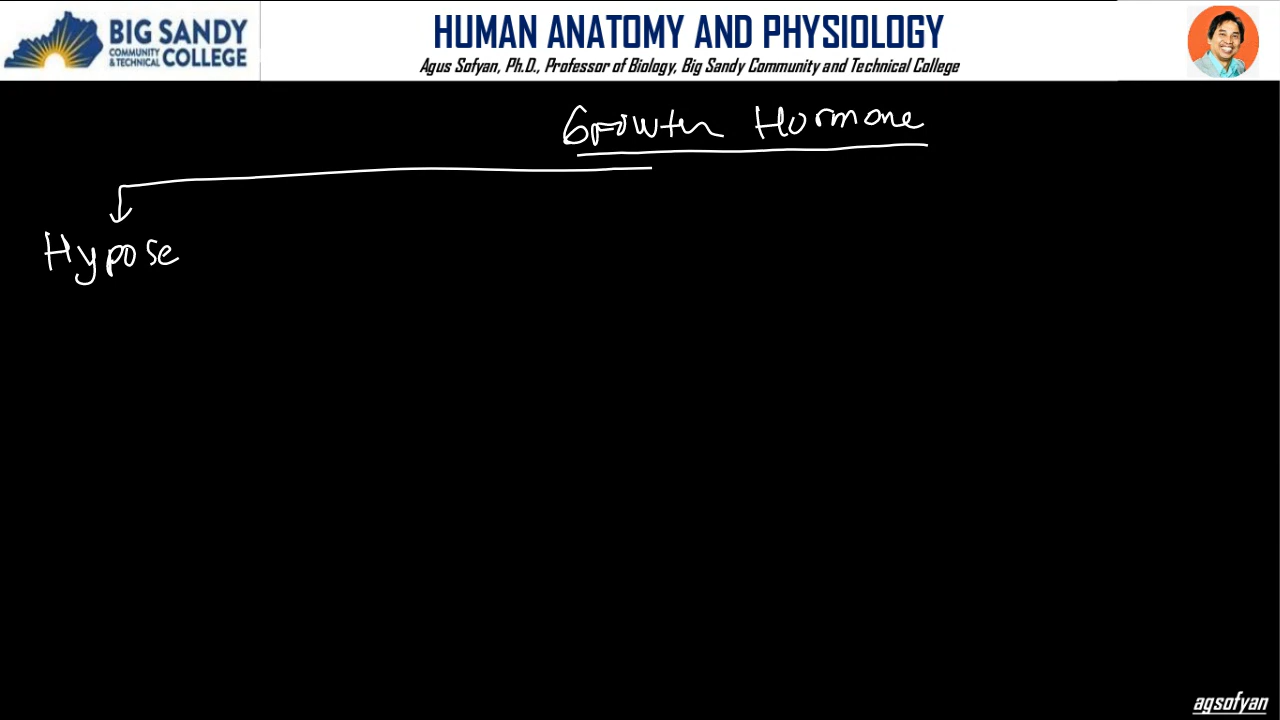 BIG SANDY
COMMUNITY
& TECHNICAL COLLEGE
HUMAN ANATOMY AND PHYSIOLOGY
Agus Sofyan, Ph.D., Professor of Biology, Big Sandy Community and Technical College
Growth Hormone
Hypose
agsofyan